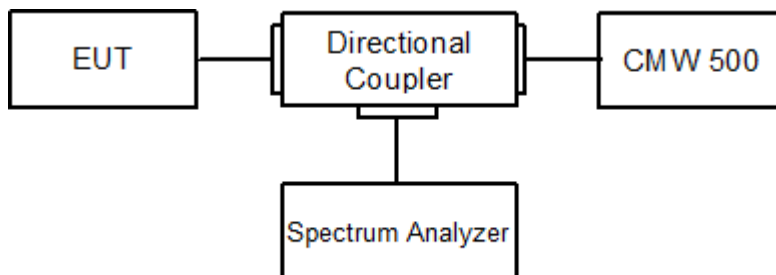 EUT
Directional
Coupler
CMW 500
Spectrum Analyzer